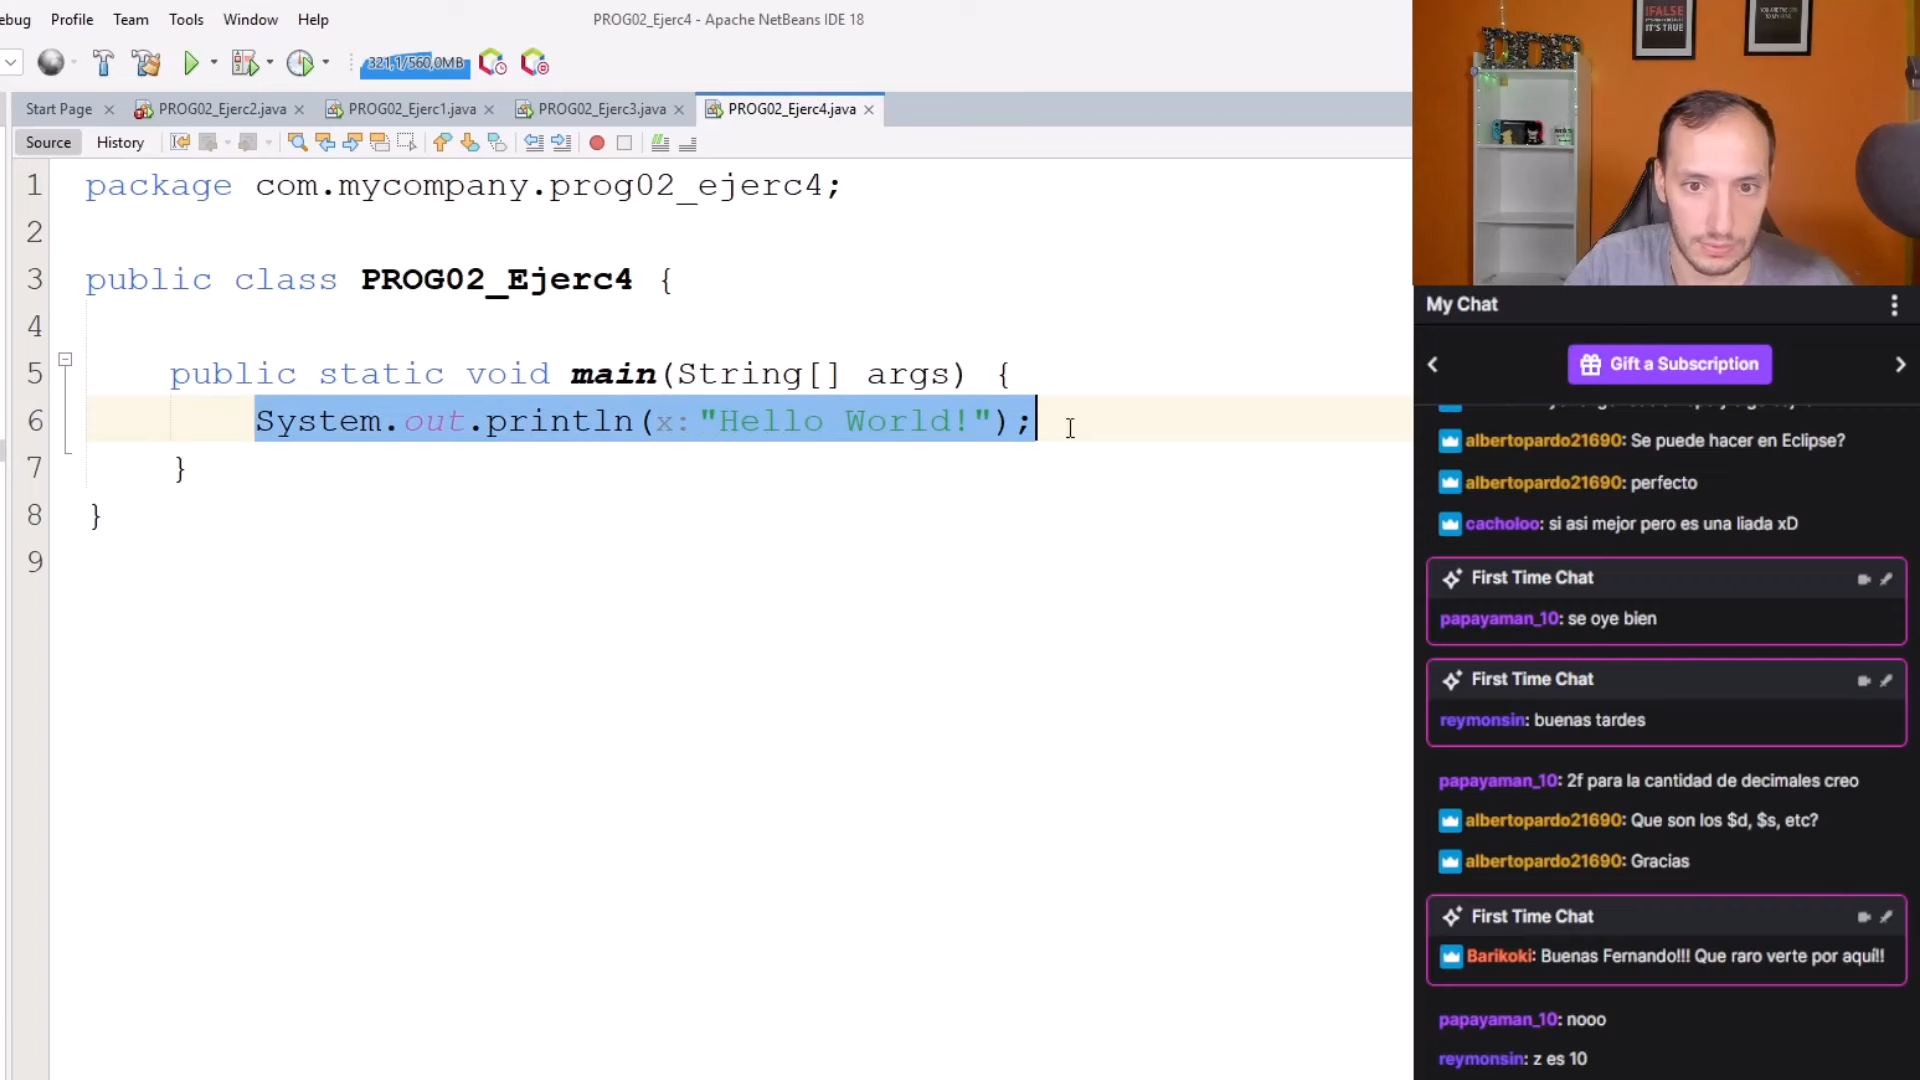 ebug Profile Team Tools Window Help
PROG02_Ejerc4 - Apache NetBeans IDE 18
321,1/560,0MB
Start Page
PROG02_Ejerc2.java
PROG02_Ejerc1.java
PROG02_Ejerc3.java
PROG02_Ejerc4.java
Source History
1 package com.mycompany.prog02_ejerc4;
2
3 public class PROG02_Ejerc4 {
4
5 public static void main(String[] args) {
6 System.out.println(x: "Hello World!");
7 }
8 }
9
!FALSE
IT'S TRUE
My Chat
Gift a Subscription
albertopardo21690: Se puede hacer en Eclipse?
albertopardo21690: perfecto
cacholoo: si asi mejor pero es una liada xD
First Time Chat
papayaman_10: se oye bien
First Time Chat
reymonsin: buenas tardes
papayaman_10: 2f para la cantidad de decimales creo
albertopardo21690: Que son los $d, $s, etc?
albertopardo21690: Gracias
First Time Chat
Barikoki: Buenas Fernando!!! Que raro verte por aquí!!
papayaman_10: nooo
reymonsin: z es 10